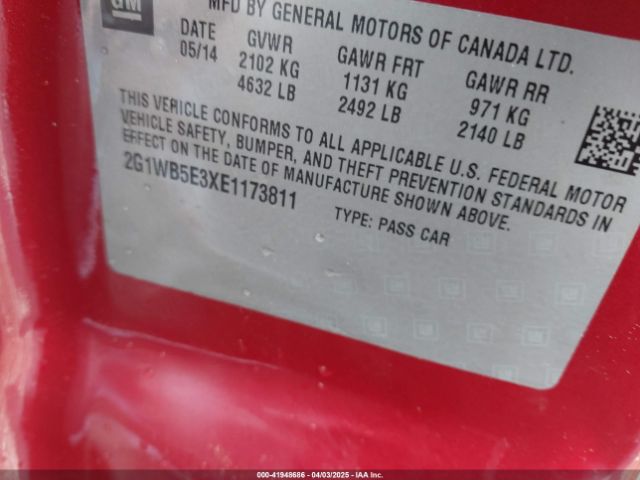 GM
MFD BY GENERAL MOTORS OF CANADA LTD.
DATE GVWR GAWR FRT GAWR RR
05/14 2102 KG 1131 KG 971 KG
4632 LB 2492 LB 2140 LB
THIS VEHICLE CONFORMS TO ALL APPLICABLE U.S. FEDERAL MOTOR
VEHICLE SAFETY, BUMPER, AND THEFT PREVENTION STANDARDS IN
EFFECT ON THE DATE OF MANUFACTURE SHOWN ABOVE.
2G1WB5E3XE1173811
TYPE: PASS CAR
000-41948686 - 04/03/2025 - © IAA, Inc.